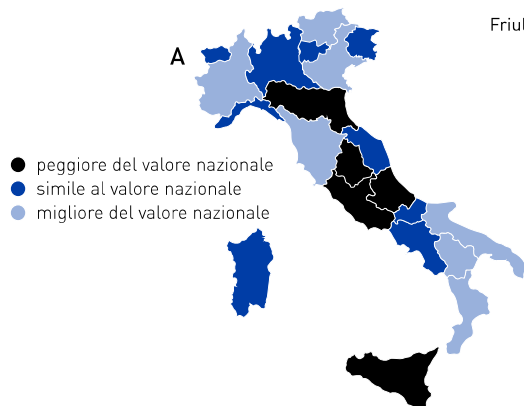 Friul
A
peggiore del valore nazionale
simile al valore nazionale
migliore del valore nazionale